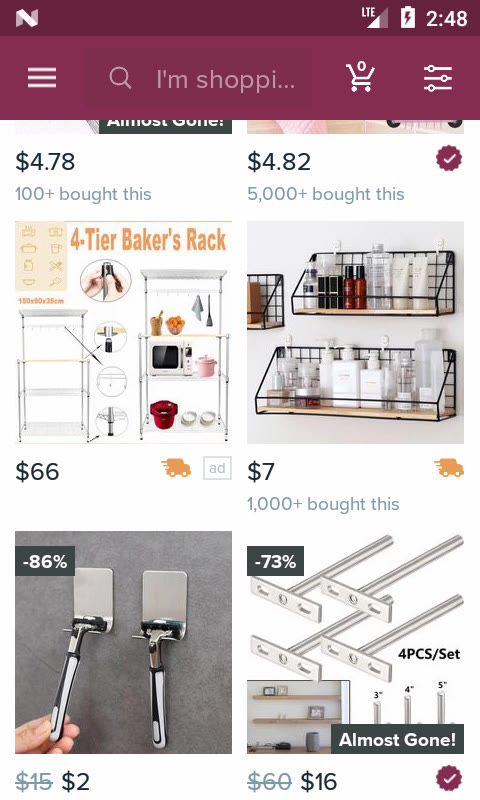 LTE 2:48
I'm shoppi... 0
Almost Gone!
$4.78 $4.82
100+ bought this 5,000+ bought this
4-Tier Baker's Rack
150x90x35cm
$66 ad $7
1,000+ bought this
-86% -73%
4PCS/Set
3" 4" 5"
Almost Gone!
$15 $2 $60 $16